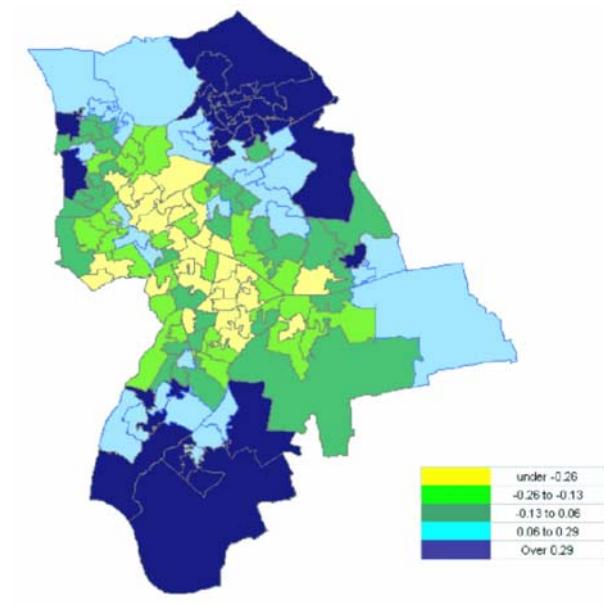 under -0.26
-0.26 to -0.13
-0.13 to 0.06
0.06 to 0.29
Over 0.29